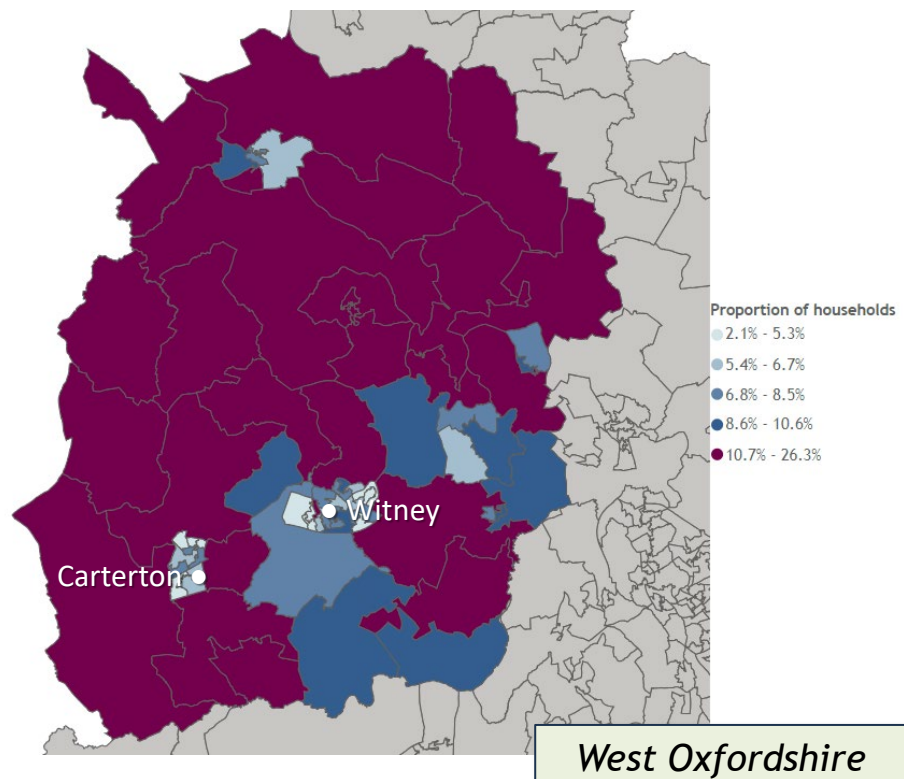 Proportion of households
2.1% - 5.3%
5.4% - 6.7%
6.8% - 8.5%
8.6% - 10.6%
10.7% - 26.3%
Witney
Carterton
West Oxfordshire